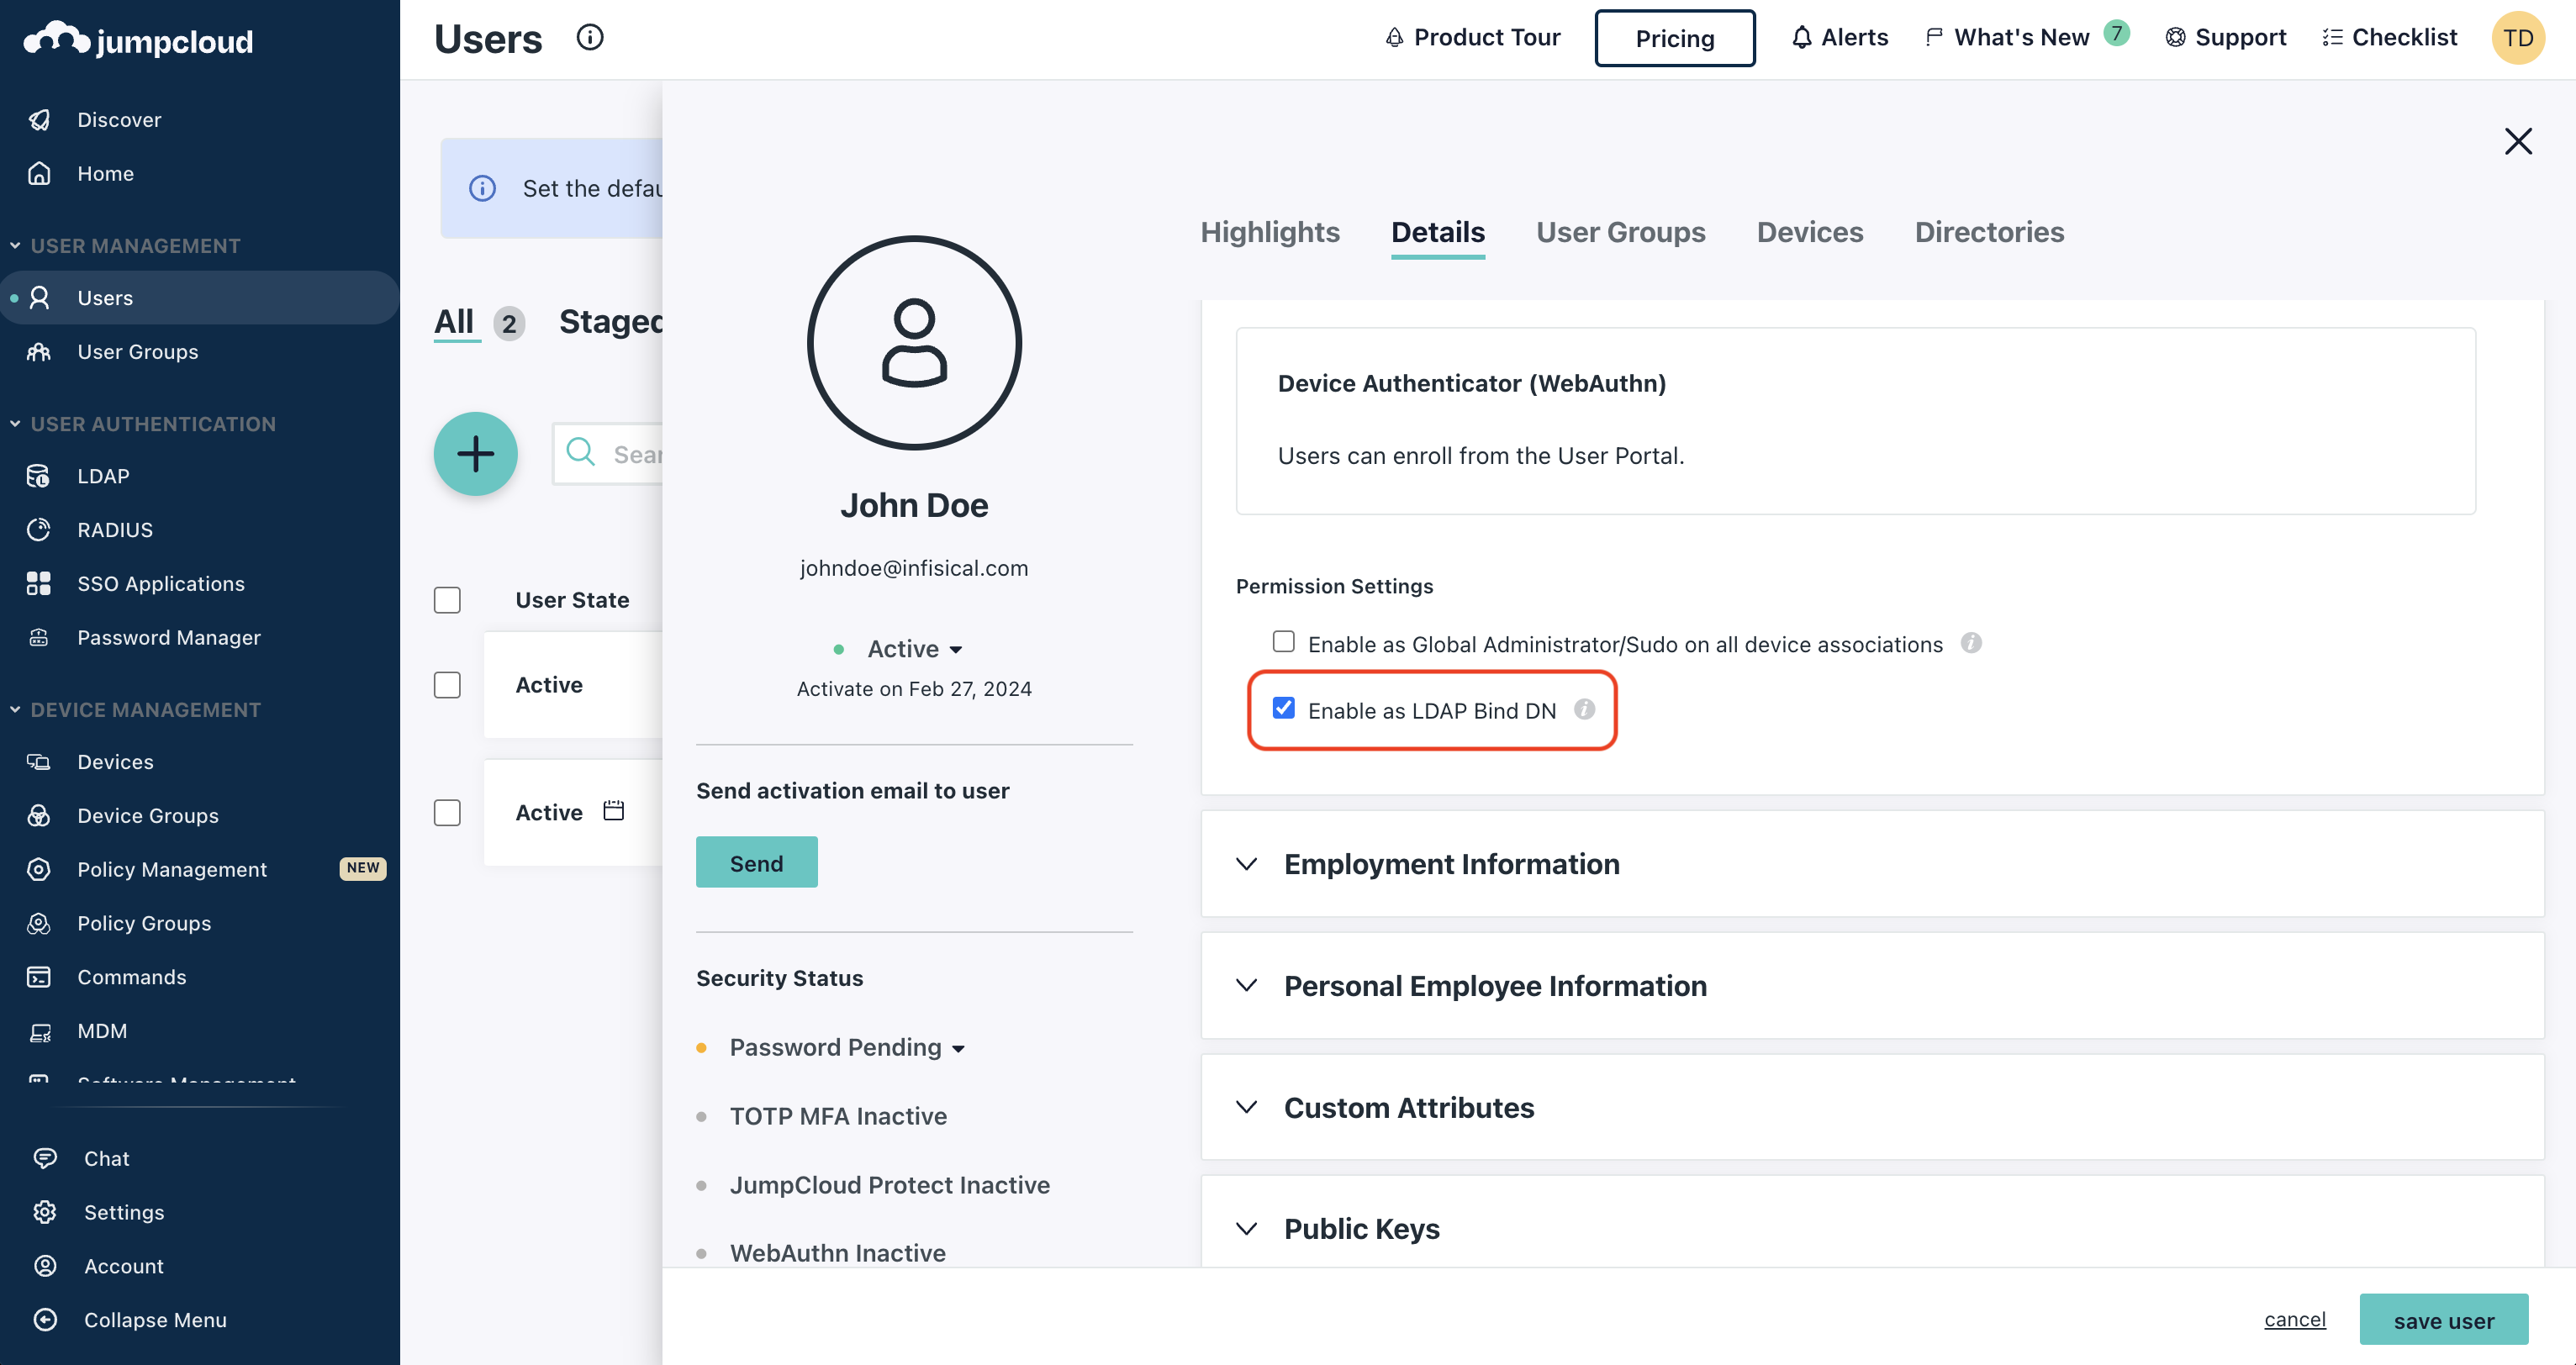 jumpcloud
Discover
Home
USER MANAGEMENT
Users
User Groups
USER AUTHENTICATION
LDAP
RADIUS
SSO Applications
Password Manager
DEVICE MANAGEMENT
Devices
Device Groups
Policy Management NEW
Policy Groups
Commands
MDM
Software Management
Chat
Settings
Account
Collapse Menu
Users
Product Tour
Pricing
Alerts
What's New 7
Support
Checklist
TD
Set the defau
All 2 Staged
Sear
User State
Active
Active
John Doe
johndoe@infisical.com
Active
Activate on Feb 27, 2024
Send activation email to user
Send
Security Status
Password Pending
TOTP MFA Inactive
JumpCloud Protect Inactive
WebAuthn Inactive
Highlights Details User Groups Devices Directories
Device Authenticator (WebAuthn)
Users can enroll from the User Portal.
Permission Settings
Enable as Global Administrator/Sudo on all device associations
Enable as LDAP Bind DN
Employment Information
Personal Employee Information
Custom Attributes
Public Keys
cancel
save user